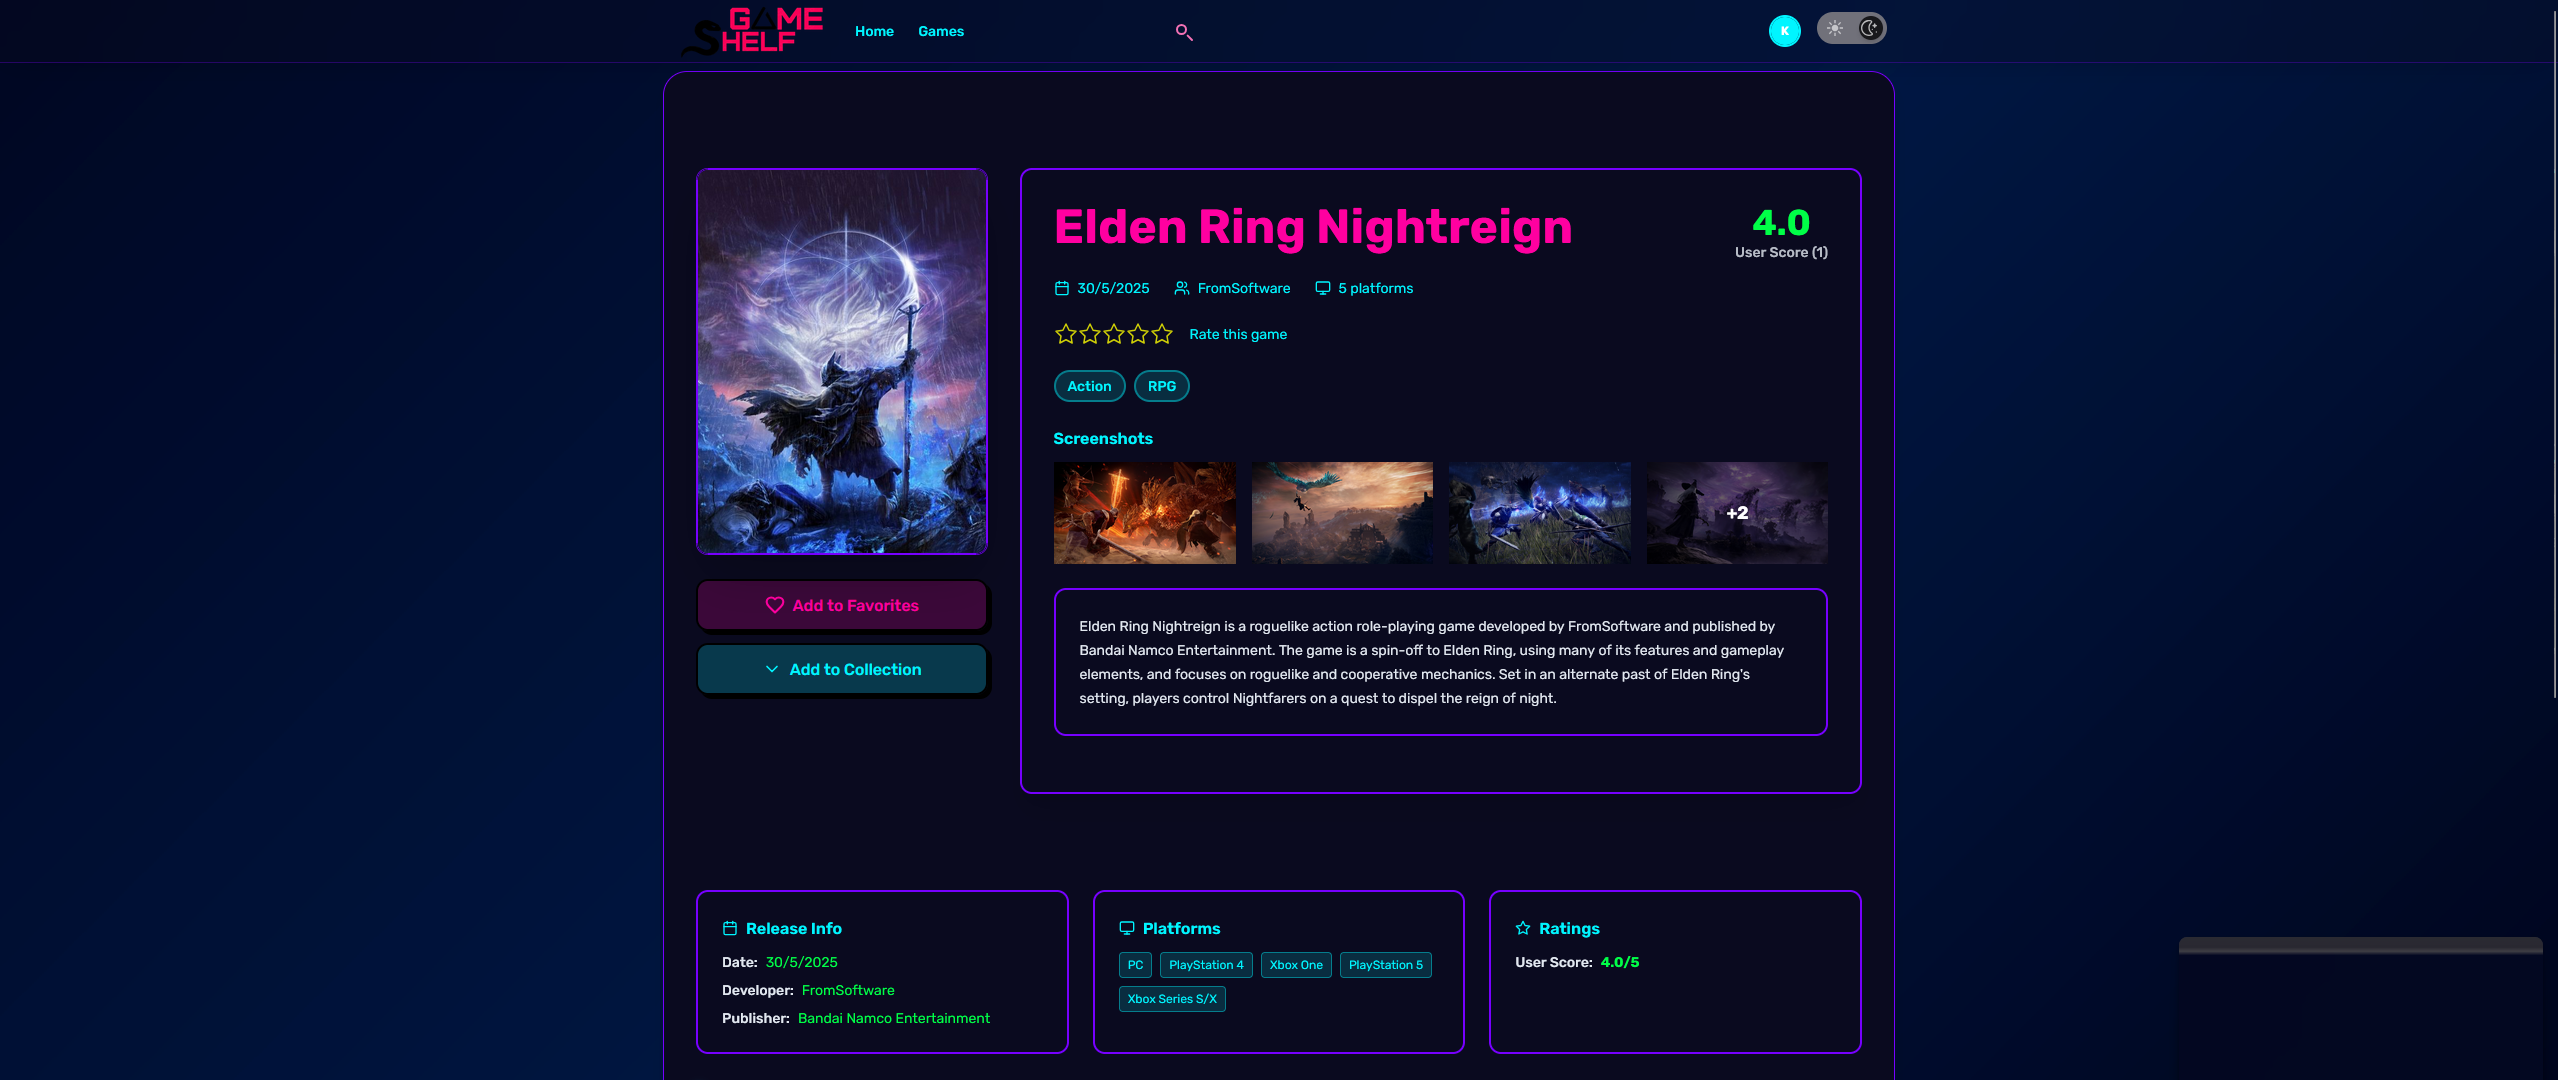 GAME
SHELF
Home
Games
K
Elden Ring Nightreign
4.0
User Score (1)
30/5/2025
FromSoftware
5 platforms
Rate this game
Action
RPG
Screenshots
+2
Add to Favorites
Add to Collection
Elden Ring Nightreign is a roguelike action role-playing game developed by FromSoftware and published by
Bandai Namco Entertainment. The game is a spin-off to Elden Ring, using many of its features and gameplay
elements, and focuses on roguelike and cooperative mechanics. Set in an alternate past of Elden Ring's
setting, players control Nightfarers on a quest to dispel the reign of night.
Release Info
Date: 30/5/2025
Developer: FromSoftware
Publisher: Bandai Namco Entertainment
Platforms
PC
PlayStation 4
Xbox One
PlayStation 5
Xbox Series S/X
Ratings
User Score: 4.0/5